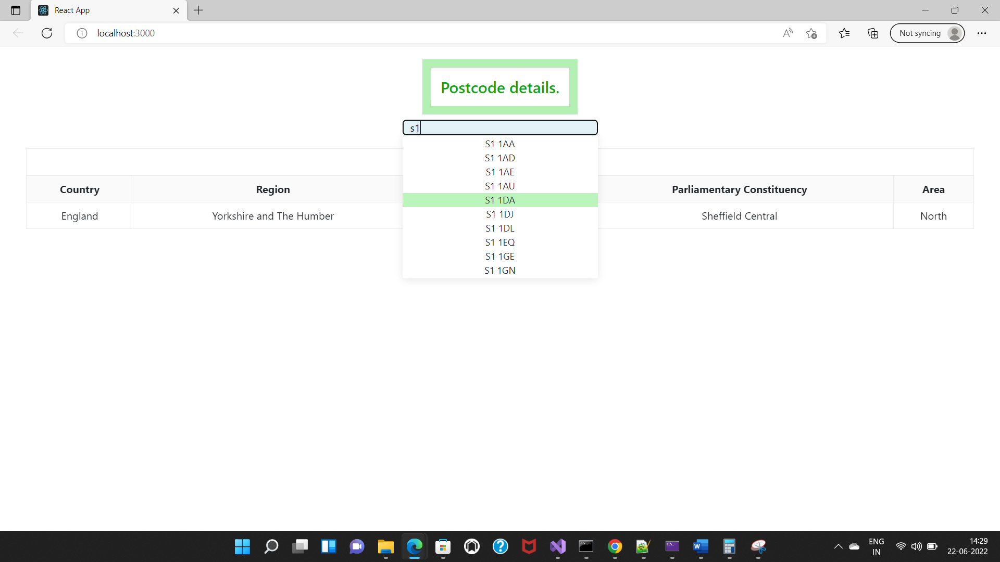 React App
localhost:3000
Not syncing
Postcode details.
s1
S1 1AA
S1 1AD
S1 1AE
S1 1AU
S1 1DA
S1 1DJ
S1 1DL
S1 1EQ
S1 1GE
S1 1GN
Country Region Parliamentary Constituency Area
England Yorkshire and The Humber Sheffield Central North
ENG
IN
14:29
22-06-2022